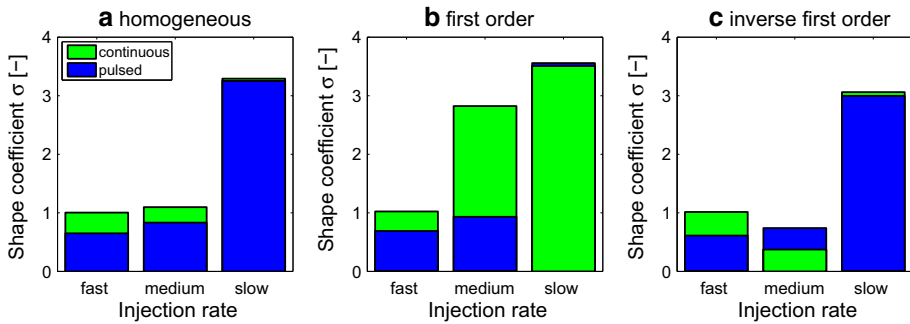 a homogeneous
Shape coefficient σ [−]
4
3
2
1
0
continuous
pulsed
fast medium slow
Injection rate
b first order
Shape coefficient σ [−]
4
3
2
1
0
fast medium slow
Injection rate
c inverse first order
Shape coefficient σ [−]
4
3
2
1
0
fast medium slow
Injection rate